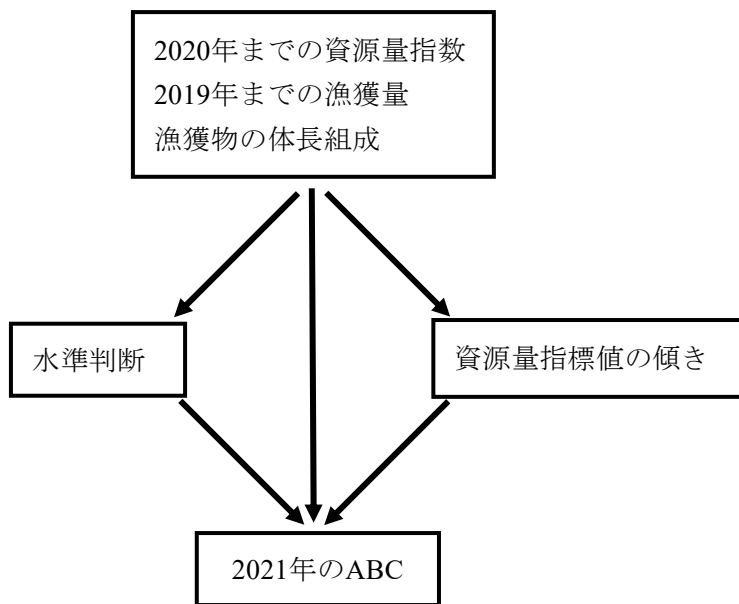 2020年までの資源量指数
2019年までの漁獲量
漁獲物の体長組成
水準判断
資源量指標値の傾き
2021年のABC